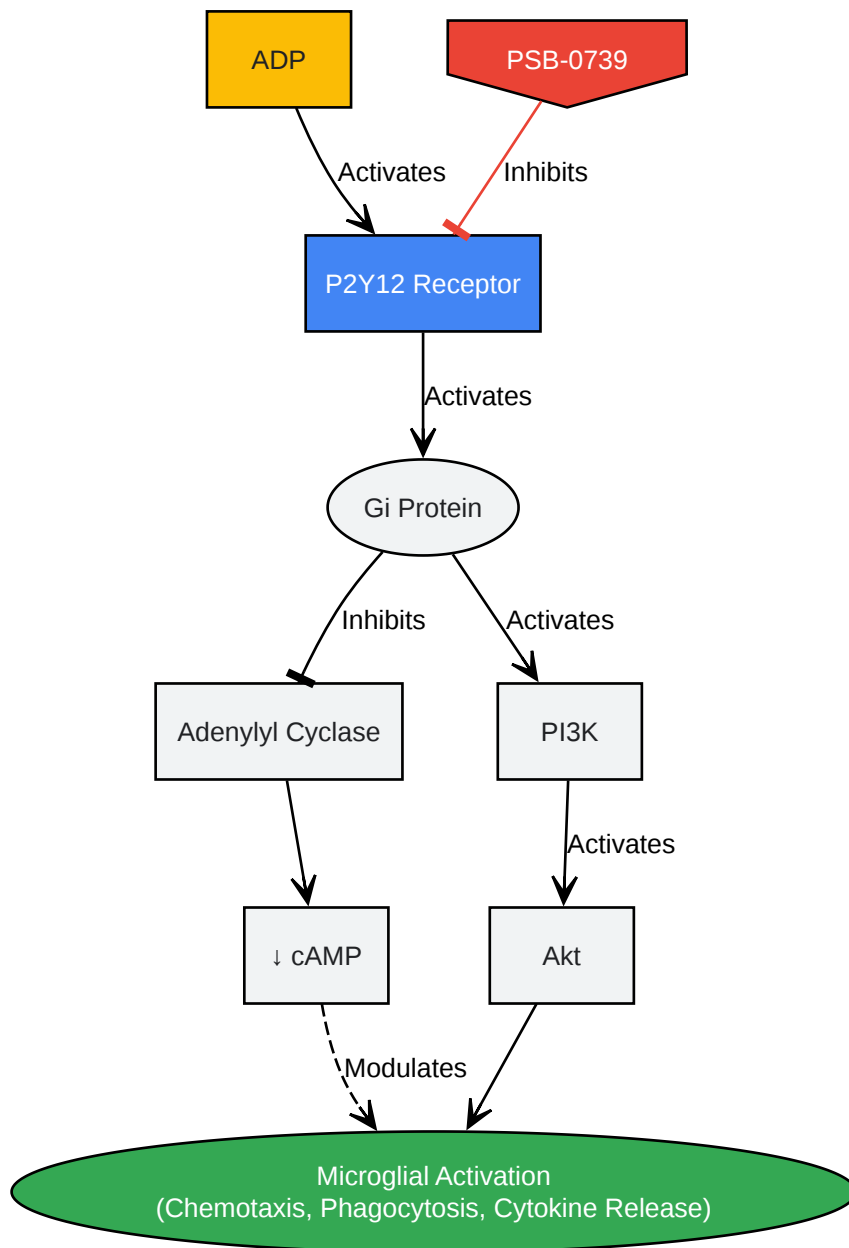 ADP
PSB-0739
Activates
Inhibits
P2Y12 Receptor
Activates
Gi Protein
Inhibits
Activates
Adenylyl Cyclase
PI3K
Activates
↓ cAMP
Akt
Modulates
Microglial Activation
(Chemotaxis, Phagocytosis, Cytokine Release)